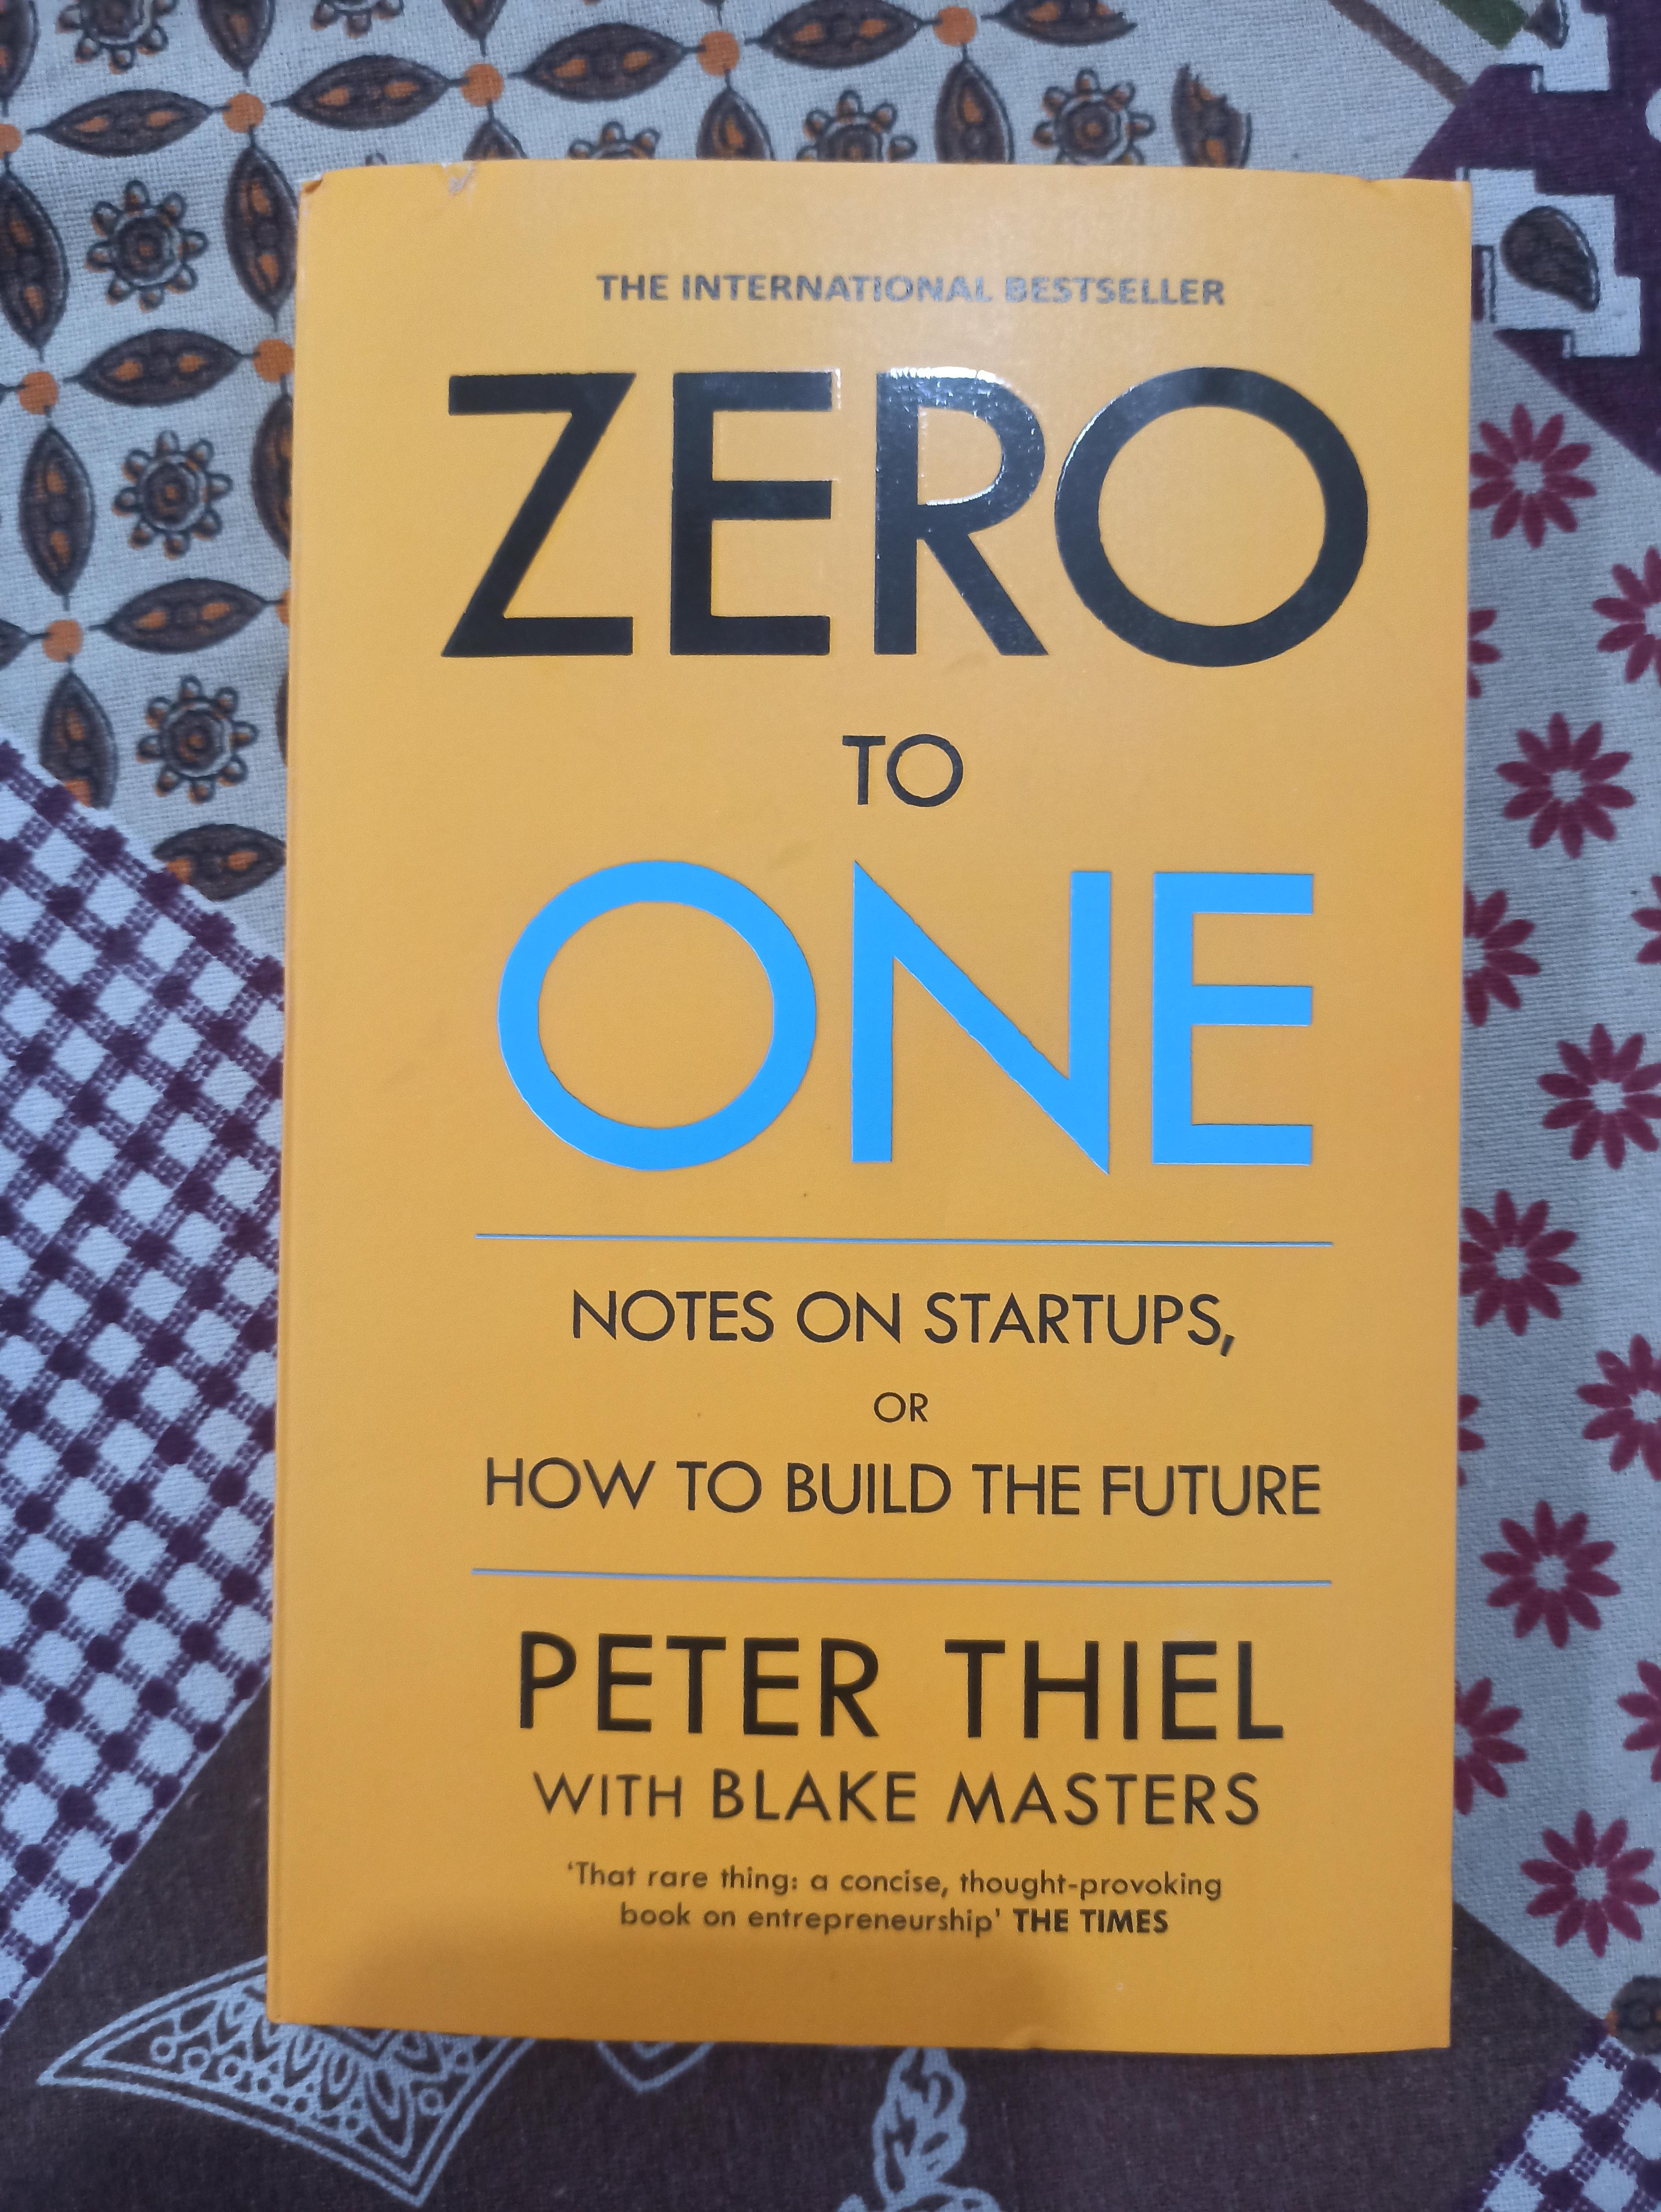 THE INTERNATIONAL BESTSELLER
ZERO
TO
ONE
NOTES ON STARTUPS,
OR
HOW TO BUILD THE FUTURE
PETER THIEL
WITH BLAKE MASTERS
'That rare thing: a concise, thought-provoking
book on entrepreneurship' THE TIMES